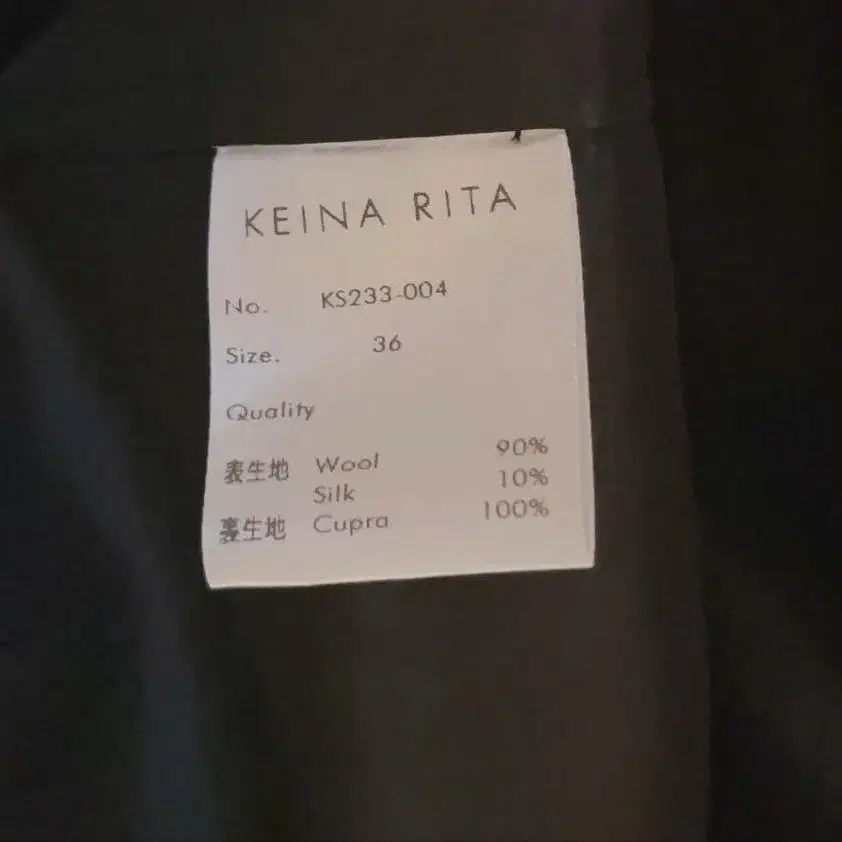 KEINA RITA
No. KS233-004
Size. 36
Quality
表生地 Wool 90%
Silk 10%
裏生地 Cupra 100%